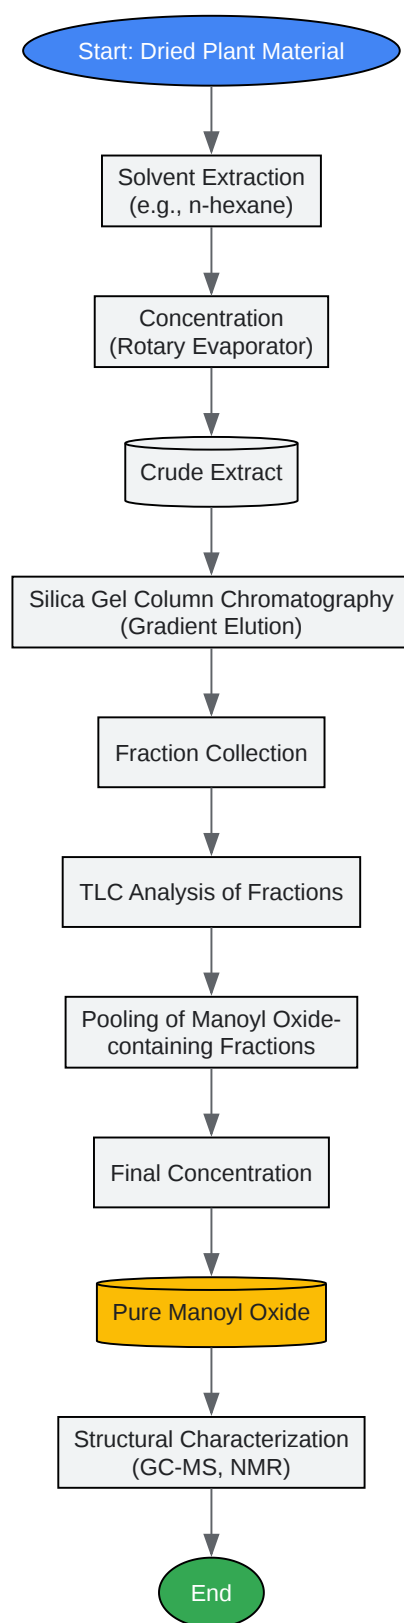 Start: Dried Plant Material
Solvent Extraction
(e.g., n-hexane)
Concentration
(Rotary Evaporator)
Crude Extract
Silica Gel Column Chromatography
(Gradient Elution)
Fraction Collection
TLC Analysis of Fractions
Pooling of Manoyl Oxide-
containing Fractions
Final Concentration
Pure Manoyl Oxide
Structural Characterization
(GC-MS, NMR)
End